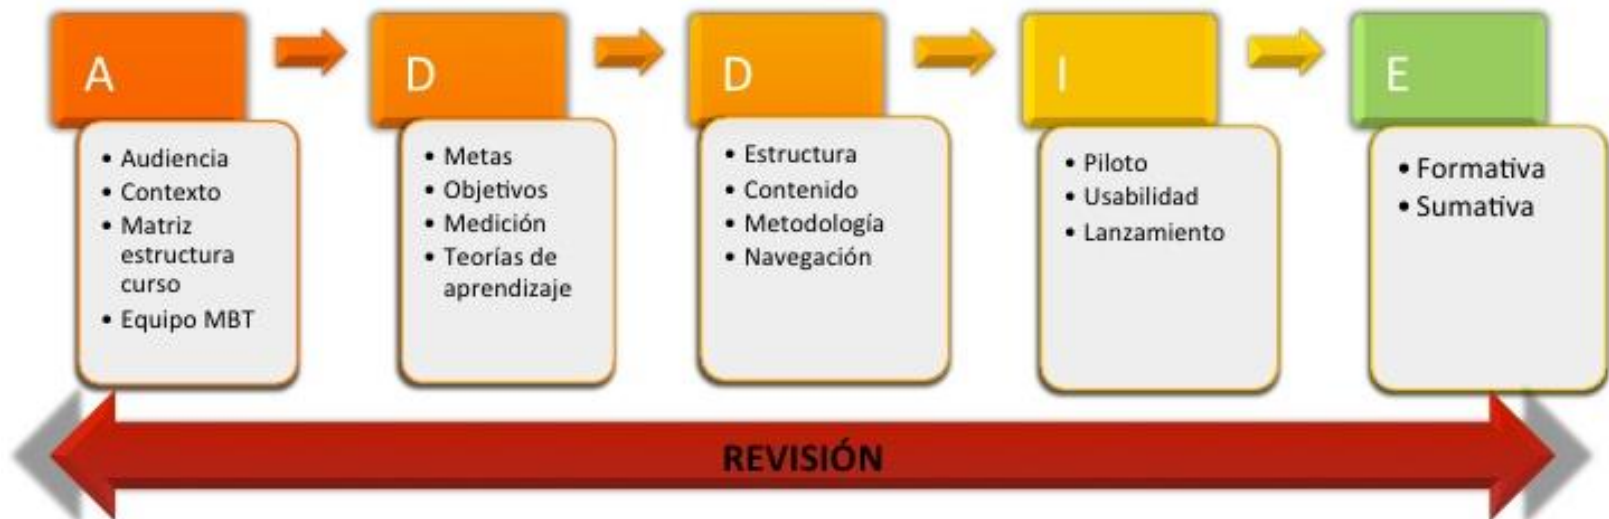 A
• Audiencia
• Contexto
• Matriz
estructura
curso
• Equipo MBT
D
• Metas
• Objetivos
• Medición
• Teorías de
aprendizaje
D
• Estructura
• Contenido
• Metodología
• Navegación
I
• Piloto
• Usabilidad
• Lanzamiento
E
• Formativa
• Sumativa
REVISIÓN